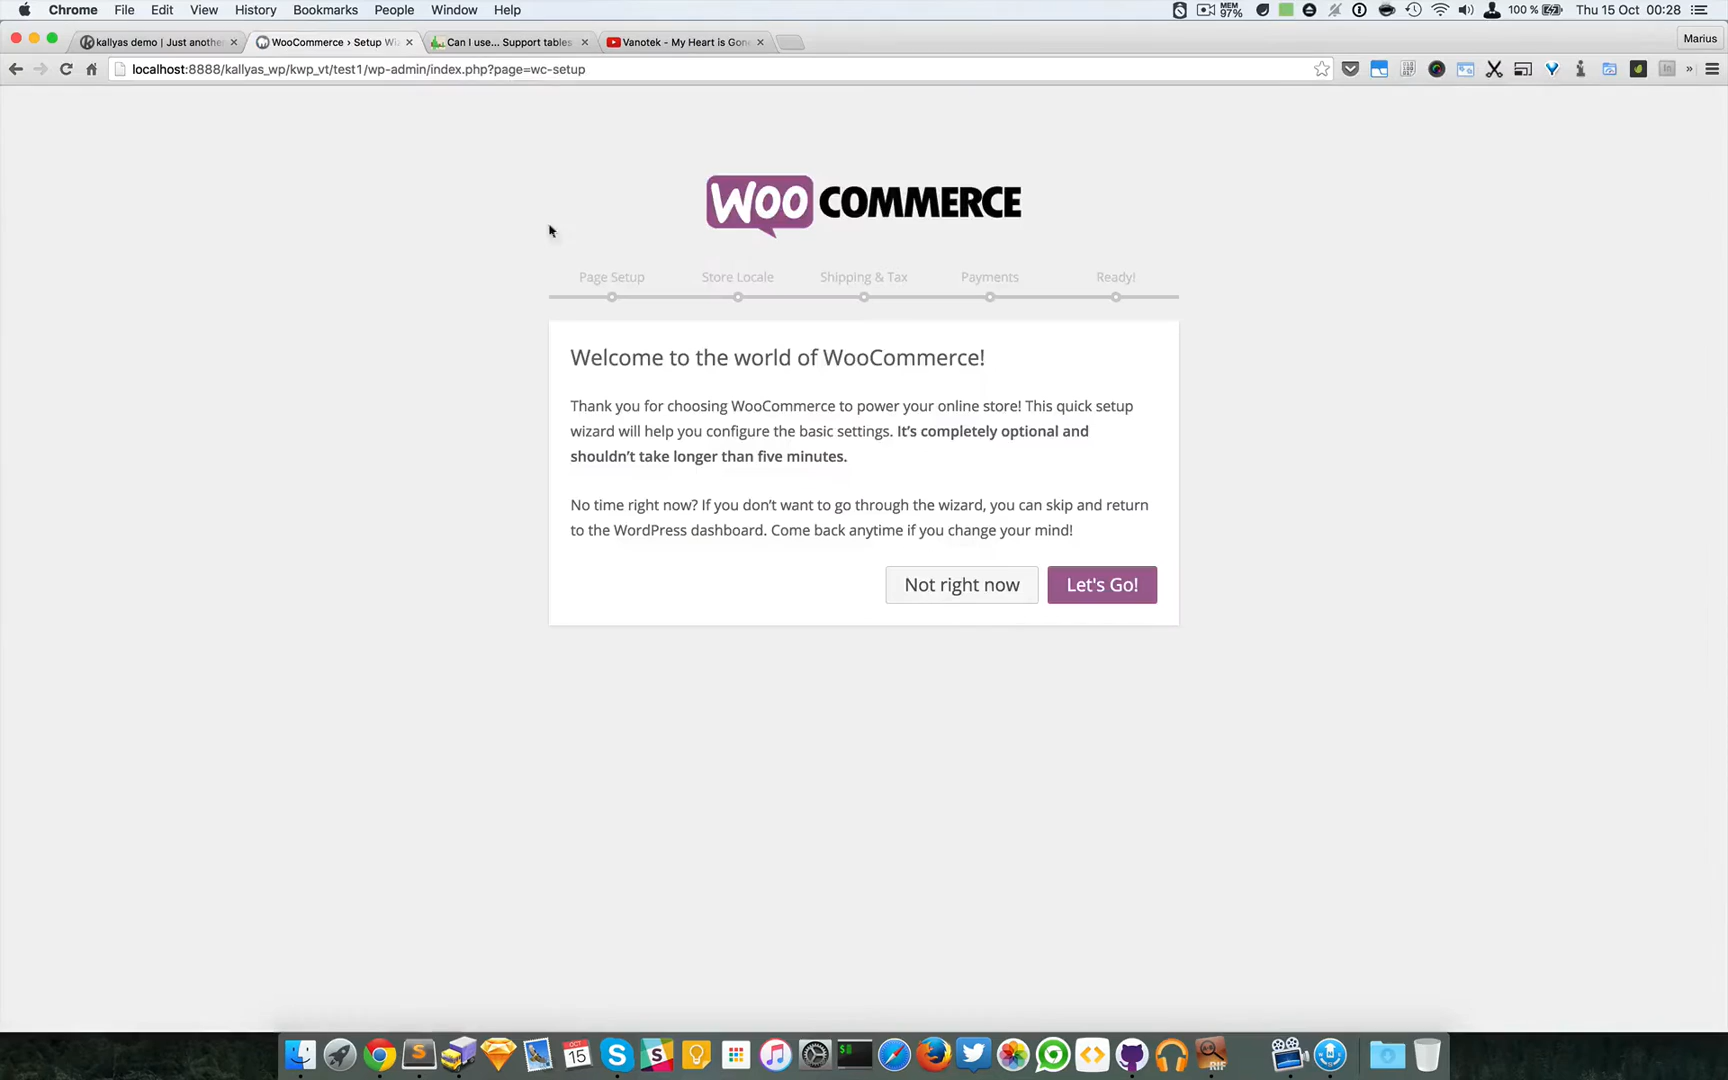 Chrome File Edit View History Bookmarks People Window Help MEM 97% 100 % Thu 15 Oct 00:28
kallyas demo | Just anothe WooCommerce › Setup Wi Can I use... Support tables Vanotek - My Heart is Gon Marius
localhost:8888/kallyas_wp/kwp_vt/test1/wp-admin/index.php?page=wc-setup
WOO COMMERCE
Page Setup Store Locale Shipping & Tax Payments Ready!
Welcome to the world of WooCommerce!
Thank you for choosing WooCommerce to power your online store! This quick setup
wizard will help you configure the basic settings. It’s completely optional and
shouldn’t take longer than five minutes.
No time right now? If you don’t want to go through the wizard, you can skip and return
to the WordPress dashboard. Come back anytime if you change your mind!
Not right now Let's Go!
OCT
15
RIF